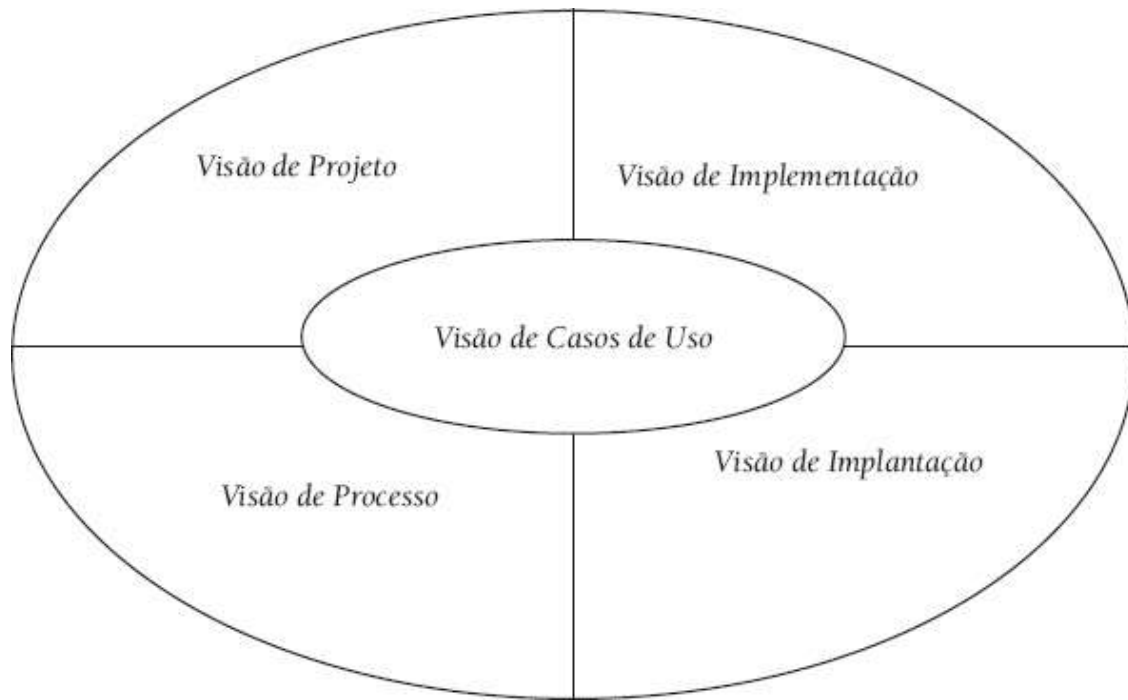 Visão de Projeto
Visão de Implementação
Visão de Casos de Uso
Visão de Processo
Visão de Implantação